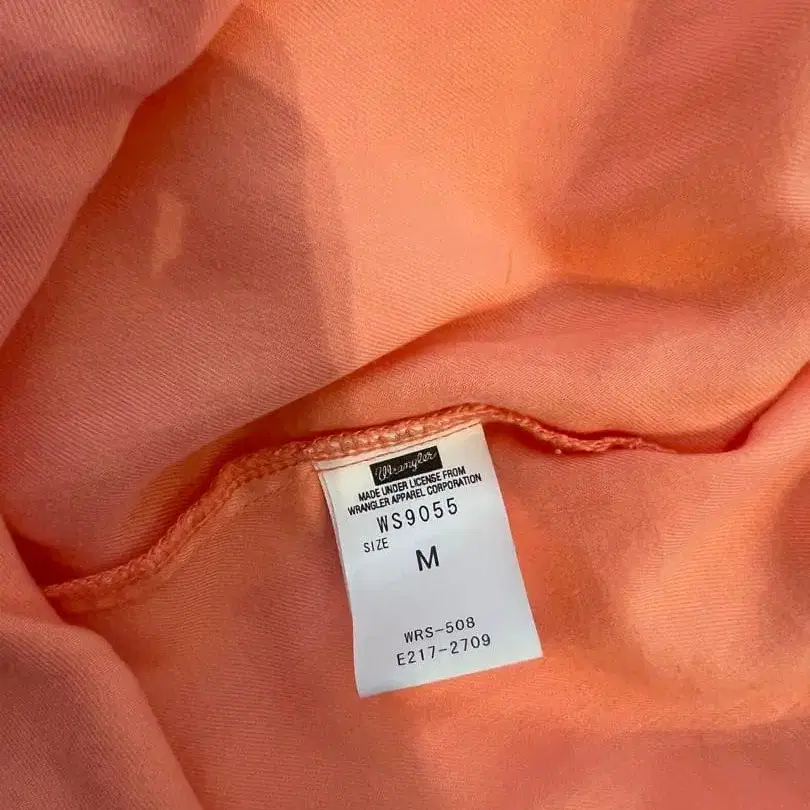 Wrangler
MADE UNDER LICENSE FROM
WRANGLER APPAREL CORPORATION
WS9055
SIZE
M
WRS-508
E217-2709